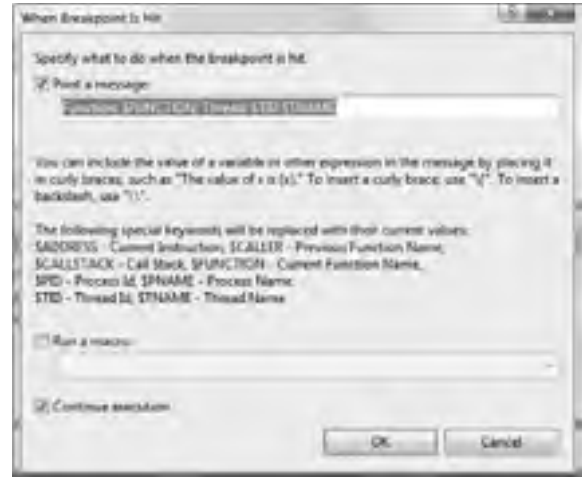 When Breakpoint Is Hit
Specify what to do when the breakpoint is hit.
Print a message:
Function: $FUNCTION, Thread: $TID $TNAME
You can include the value of a variable or other expression in the message by placing it
in curly braces, such as "The value of x is {x}." To insert a curly brace, use "\{". To insert a
backslash, use "\\".
The following special keywords will be replaced with their current values:
$ADDRESS - Current Instruction, $CALLER - Previous Function Name,
$CALLSTACK - Call Stack, $FUNCTION - Current Function Name,
$PID - Process Id, $PNAME - Process Name
$TID - Thread Id, $TNAME - Thread Name
Run a macro:
Continue execution
OK
Cancel